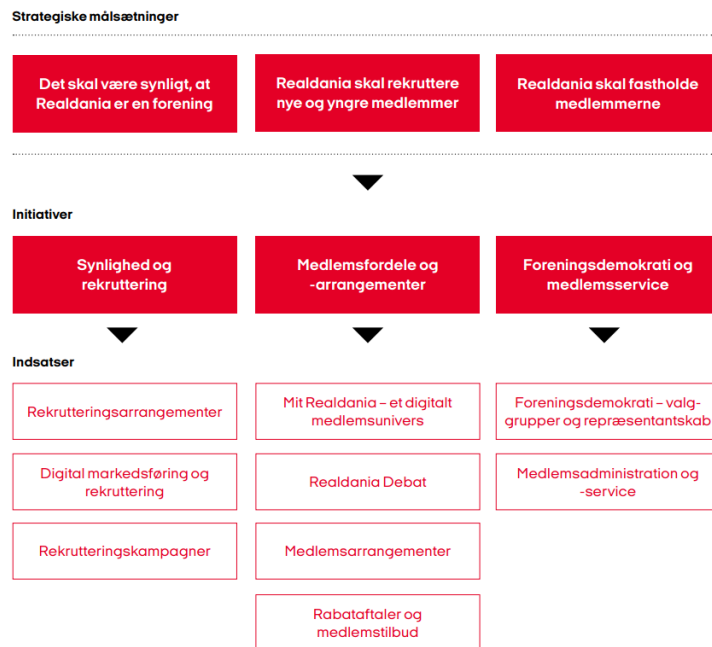 Strategiske målsætninger
Det skal være synligt, at
Realdania er en forening
Realdania skal rekruttere
nye og yngre medlemmer
Realdania skal fastholde
medlemmerne
Initiativer
Synlighed og
rekruttering
Medlemsfordele og
-arrangementer
Foreningsdemokrati og
medlemsservice
Indsatser
Rekrutteringsarrangementer
Digital markedsføring og
rekruttering
Rekrutteringskampagner
Mit Realdania – et digitalt
medlemsunivers
Realdania Debat
Medlemsarrangementer
Rabataftaler og
medlemstilbud
Foreningsdemokrati – valg-
grupper og repræsentantskab
Medlemsadministration og
-service